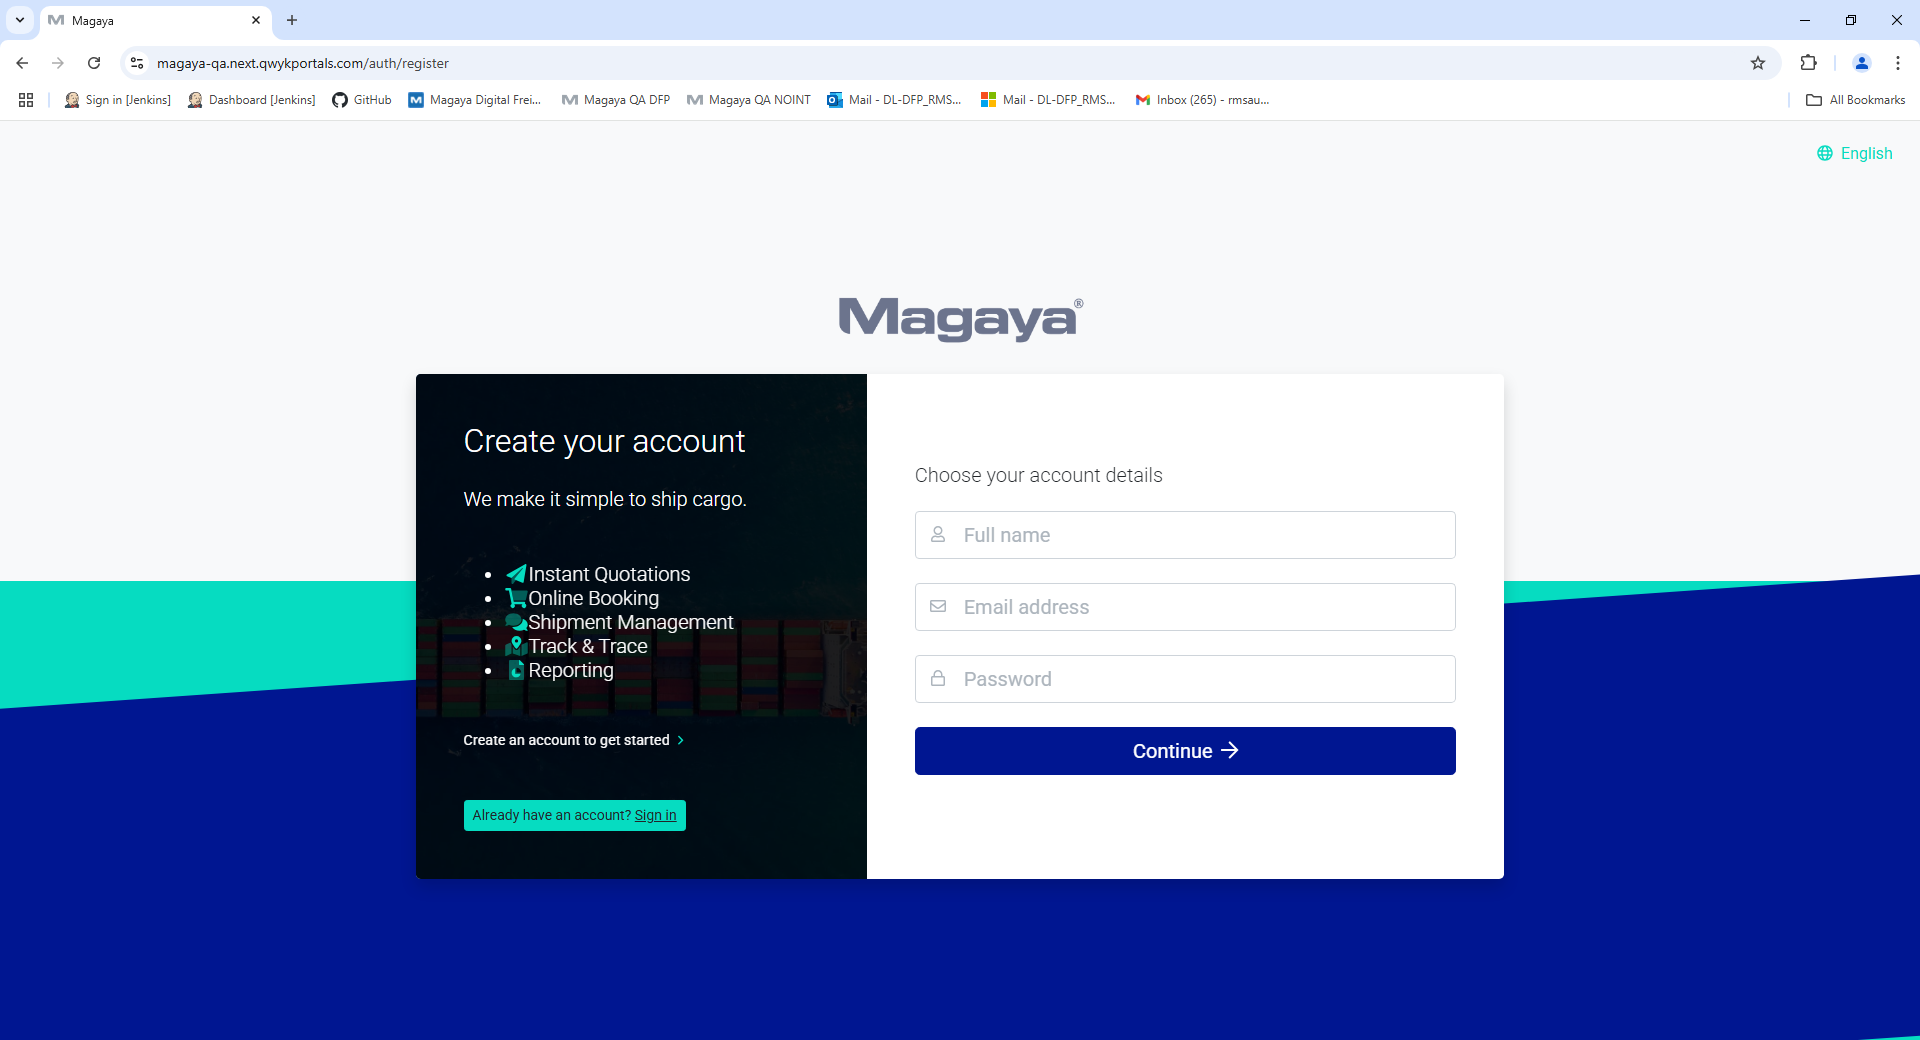 Magaya
magaya-qa.next.qwykportals.com/auth/register
Sign in [Jenkins]
Dashboard [Jenkins]
GitHub
Magaya Digital Frei...
Magaya QA DFP
Magaya QA NOINT
Mail - DL-DFP_RMS...
Mail - DL-DFP_RMS...
Inbox (265) - rmsau...
All Bookmarks
English
Magaya®
Create your account
We make it simple to ship cargo.
Instant Quotations
Online Booking
Shipment Management
Track & Trace
Reporting
Create an account to get started
Already have an account? Sign in
Choose your account details
Full name
Email address
Password
Continue